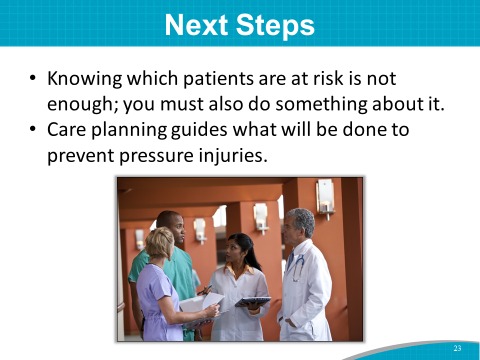 Next Steps
• Knowing which patients are at risk is not
enough; you must also do something about it.
• Care planning guides what will be done to
prevent pressure injuries.
23